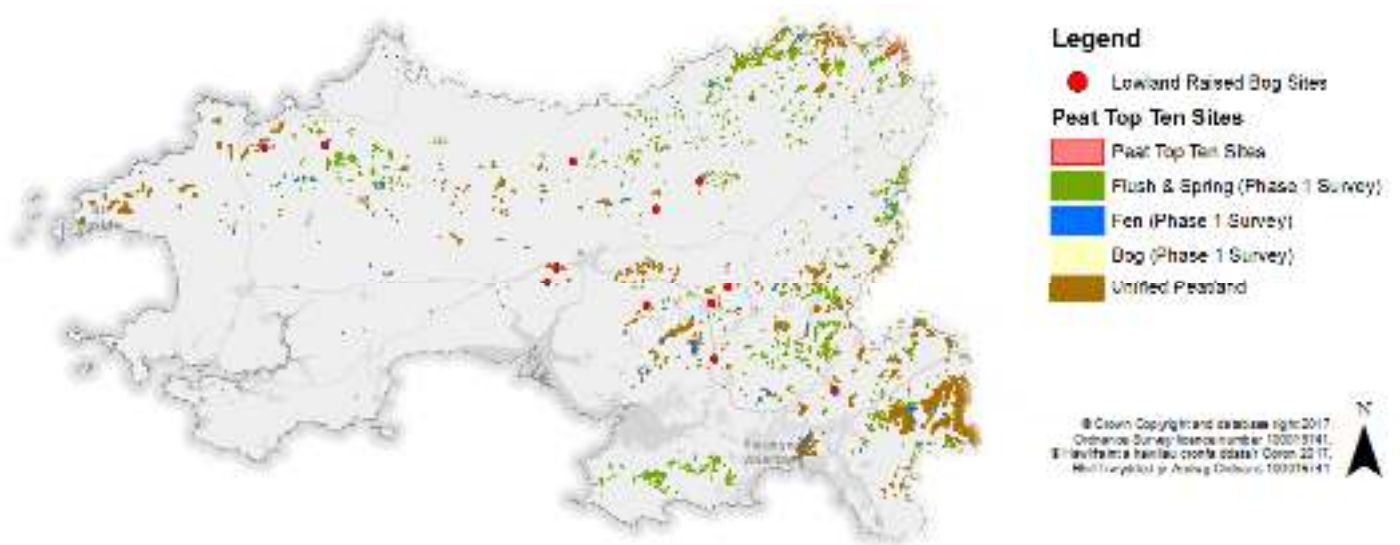 Legend
Lowland Raised Bog Sites
Peat Top Ten Sites
Peat Top Ten Sites
Flush & Spring (Phase 1 Survey)
Fen (Phase 1 Survey)
Bog (Phase 1 Survey)
Unified Peatland
N
© Crown Copyright and database right 2017.
Ordnance Survey licence number